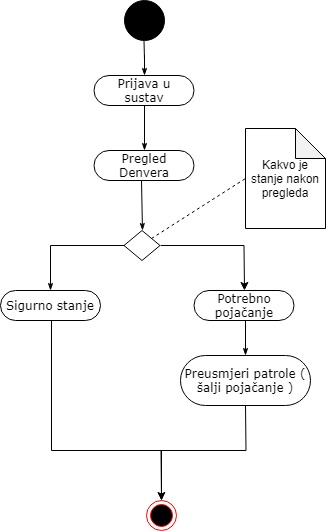 Prijava u
sustav
Pregled
Denvera
Kakvo je
stanje nakon
pregleda
Sigurno stanje
Potrebno
pojačanje
Preusmjeri patrole (
šalji pojačanje )